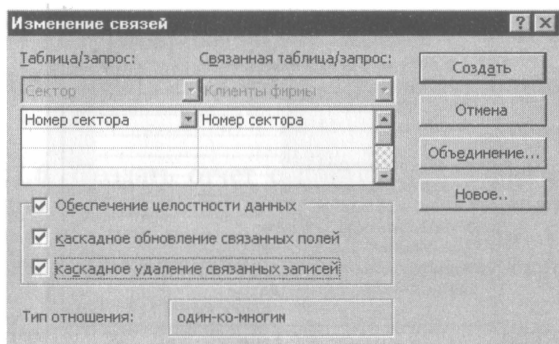 Изменение связей
Таблица/запрос: Связанная таблица/запрос:
Создать
Сектор Клиенты фирмы
Номер сектора Номер сектора
Отмена
Объединение...
Новое..
Обеспечение целостности данных
каскадное обновление связанных полей
каскадное удаление связанных записей
Тип отношения: один-ко-многим